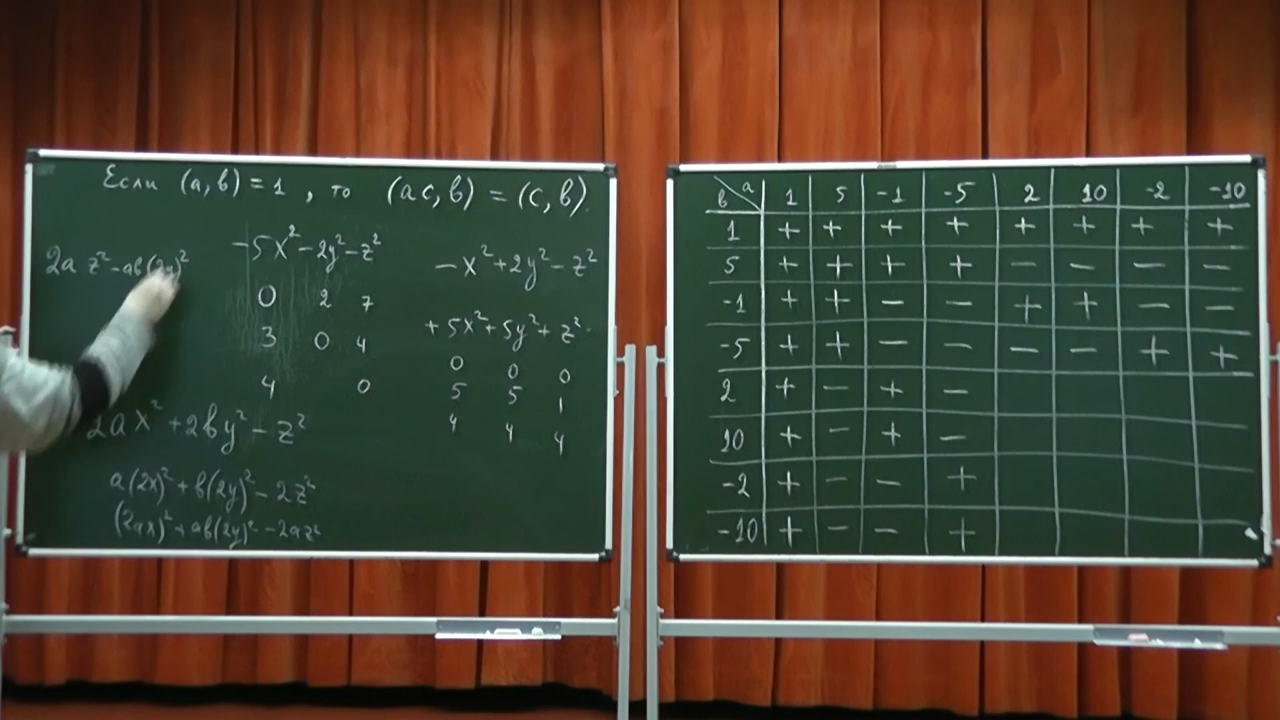 Если (a,b) = 1, то (ac,b) = (c,b).
2a z² - ab(2y)²
-5x² - 2y² - z²
0 2 7
3 0 4
4 0
-x² + 2y² - z²
+5x² + 5y² + z²
0 0 0
5 5 1
4 4 4
2ax² + 2by² - z²
a(2x)² + b(2y)² - 2z²
(2ax)² + ab(2y)² - 2az²
b\a 1 5 -1 -5 2 10 -2 -10
1 + + + + + + + +
5 + + + + - - - -
-1 + + - - + + - -
-5 + + - - - - + +
2 + - + -
10 + - + -
-2 + - - +
-10 + - - +